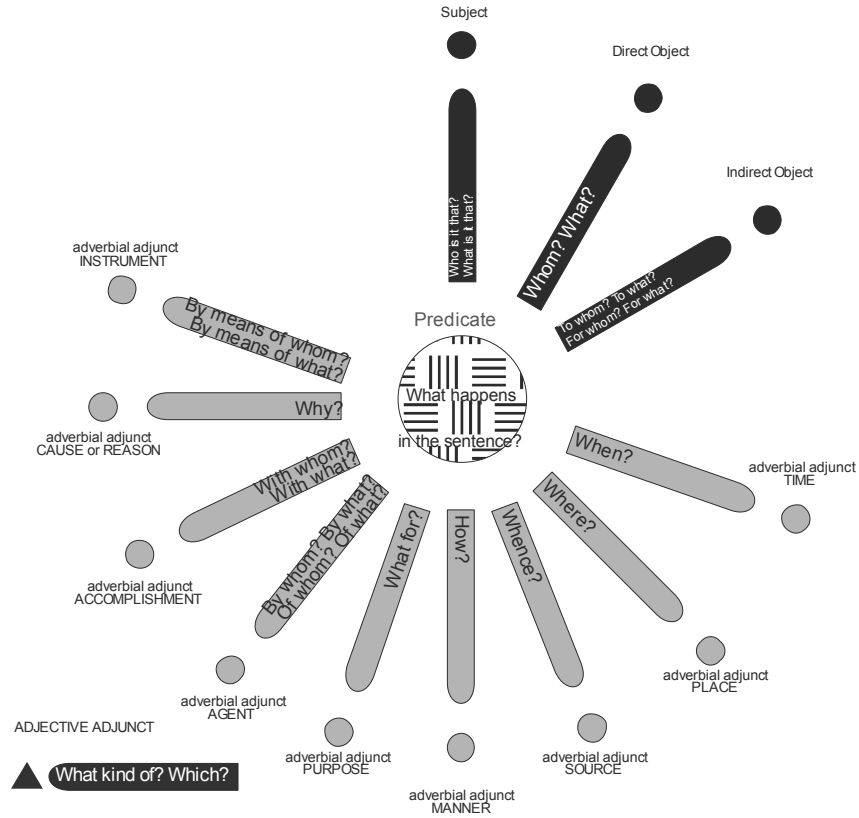 Subject
Who is it that?
What is it that?
Direct Object
Whom? What?
Indirect Object
To whom? To what?
For whom? For what?
Predicate
What happens
in the sentence?
adverbial adjunct
INSTRUMENT
By means of whom?
By means of what?
Why?
adverbial adjunct
CAUSE or REASON
With whom?
With what?
adverbial adjunct
ACCOMPLISHMENT
By whom? By what?
Of whom? Of what?
adverbial adjunct
AGENT
What for?
adverbial adjunct
PURPOSE
How?
adverbial adjunct
MANNER
Whence?
adverbial adjunct
SOURCE
Where?
adverbial adjunct
PLACE
When?
adverbial adjunct
TIME
ADJECTIVE ADJUNCT
What kind of? Which?